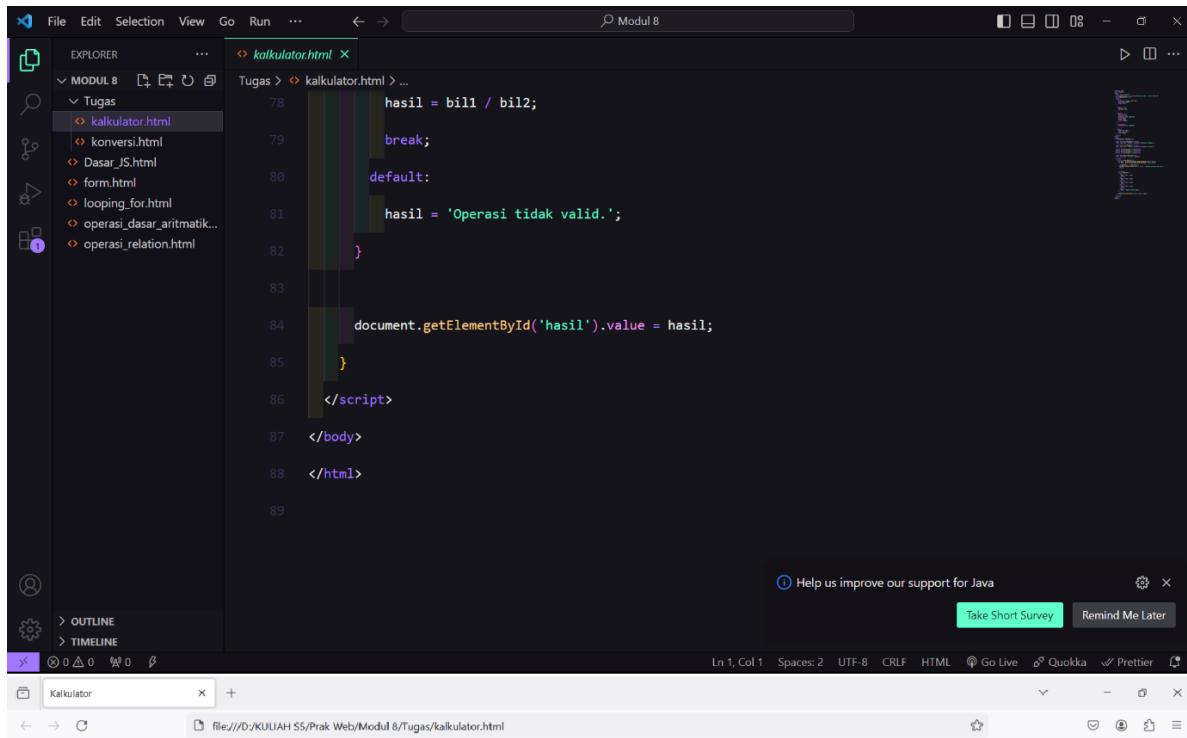 File Edit Selection View Go Run ··· Modul 8
EXPLORER ···
MODUL 8
Tugas
kalkulator.html
konversi.html
Dasar_JS.html
form.html
looping_for.html
operasi_dasar_aritmatik...
operasi_relation.html
OUTLINE
TIMELINE
1
kalkulator.html
Tugas > kalkulator.html > ...
78 hasil = bil1 / bil2;
79 break;
80 default:
81 hasil = 'Operasi tidak valid.';
82 }
83
84 document.getElementById('hasil').value = hasil;
85 }
86 </script>
87 </body>
88 </html>
89
Help us improve our support for Java
Take Short Survey Remind Me Later
0 0 0 Ln 1, Col 1 Spaces: 2 UTF-8 CRLF HTML Go Live Quokka Prettier
Kalkulator
file:///D:/KULIAH S5/Prak Web/Modul 8/Tugas/kalkulator.html